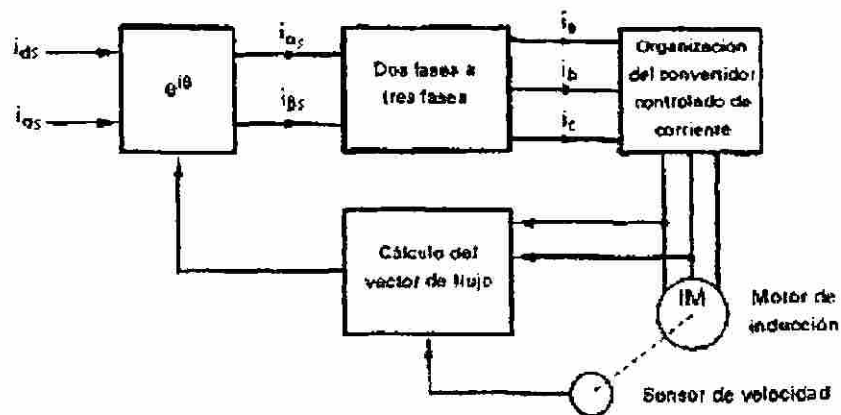 i_ds
i_qs
e^iθ
i_αs
i_βs
Dos fases a
tres fases
i_a
i_b
i_c
Organización
del convertidor
controlado de
corriente
Cálculo del
vector de flujo
IM
Motor de
inducción
Sensor de velocidad